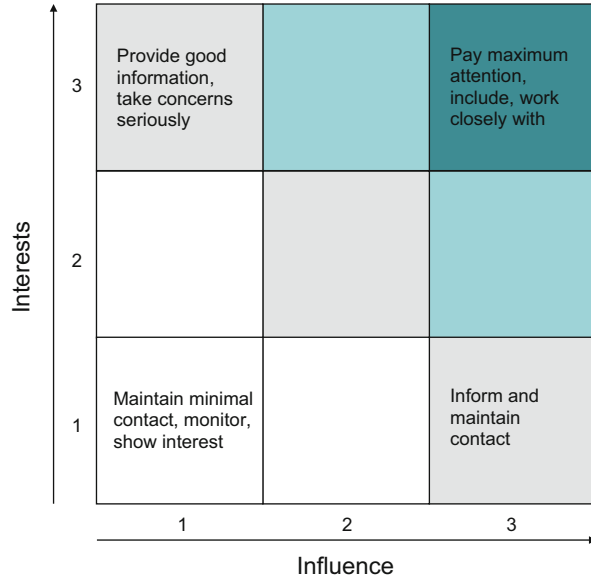 Provide good
information,
take concerns
seriously
Pay maximum
attention,
include, work
closely with
3
Interests
2
Maintain minimal
contact, monitor,
show interest
Inform and
maintain
contact
1
1
2
3
Influence